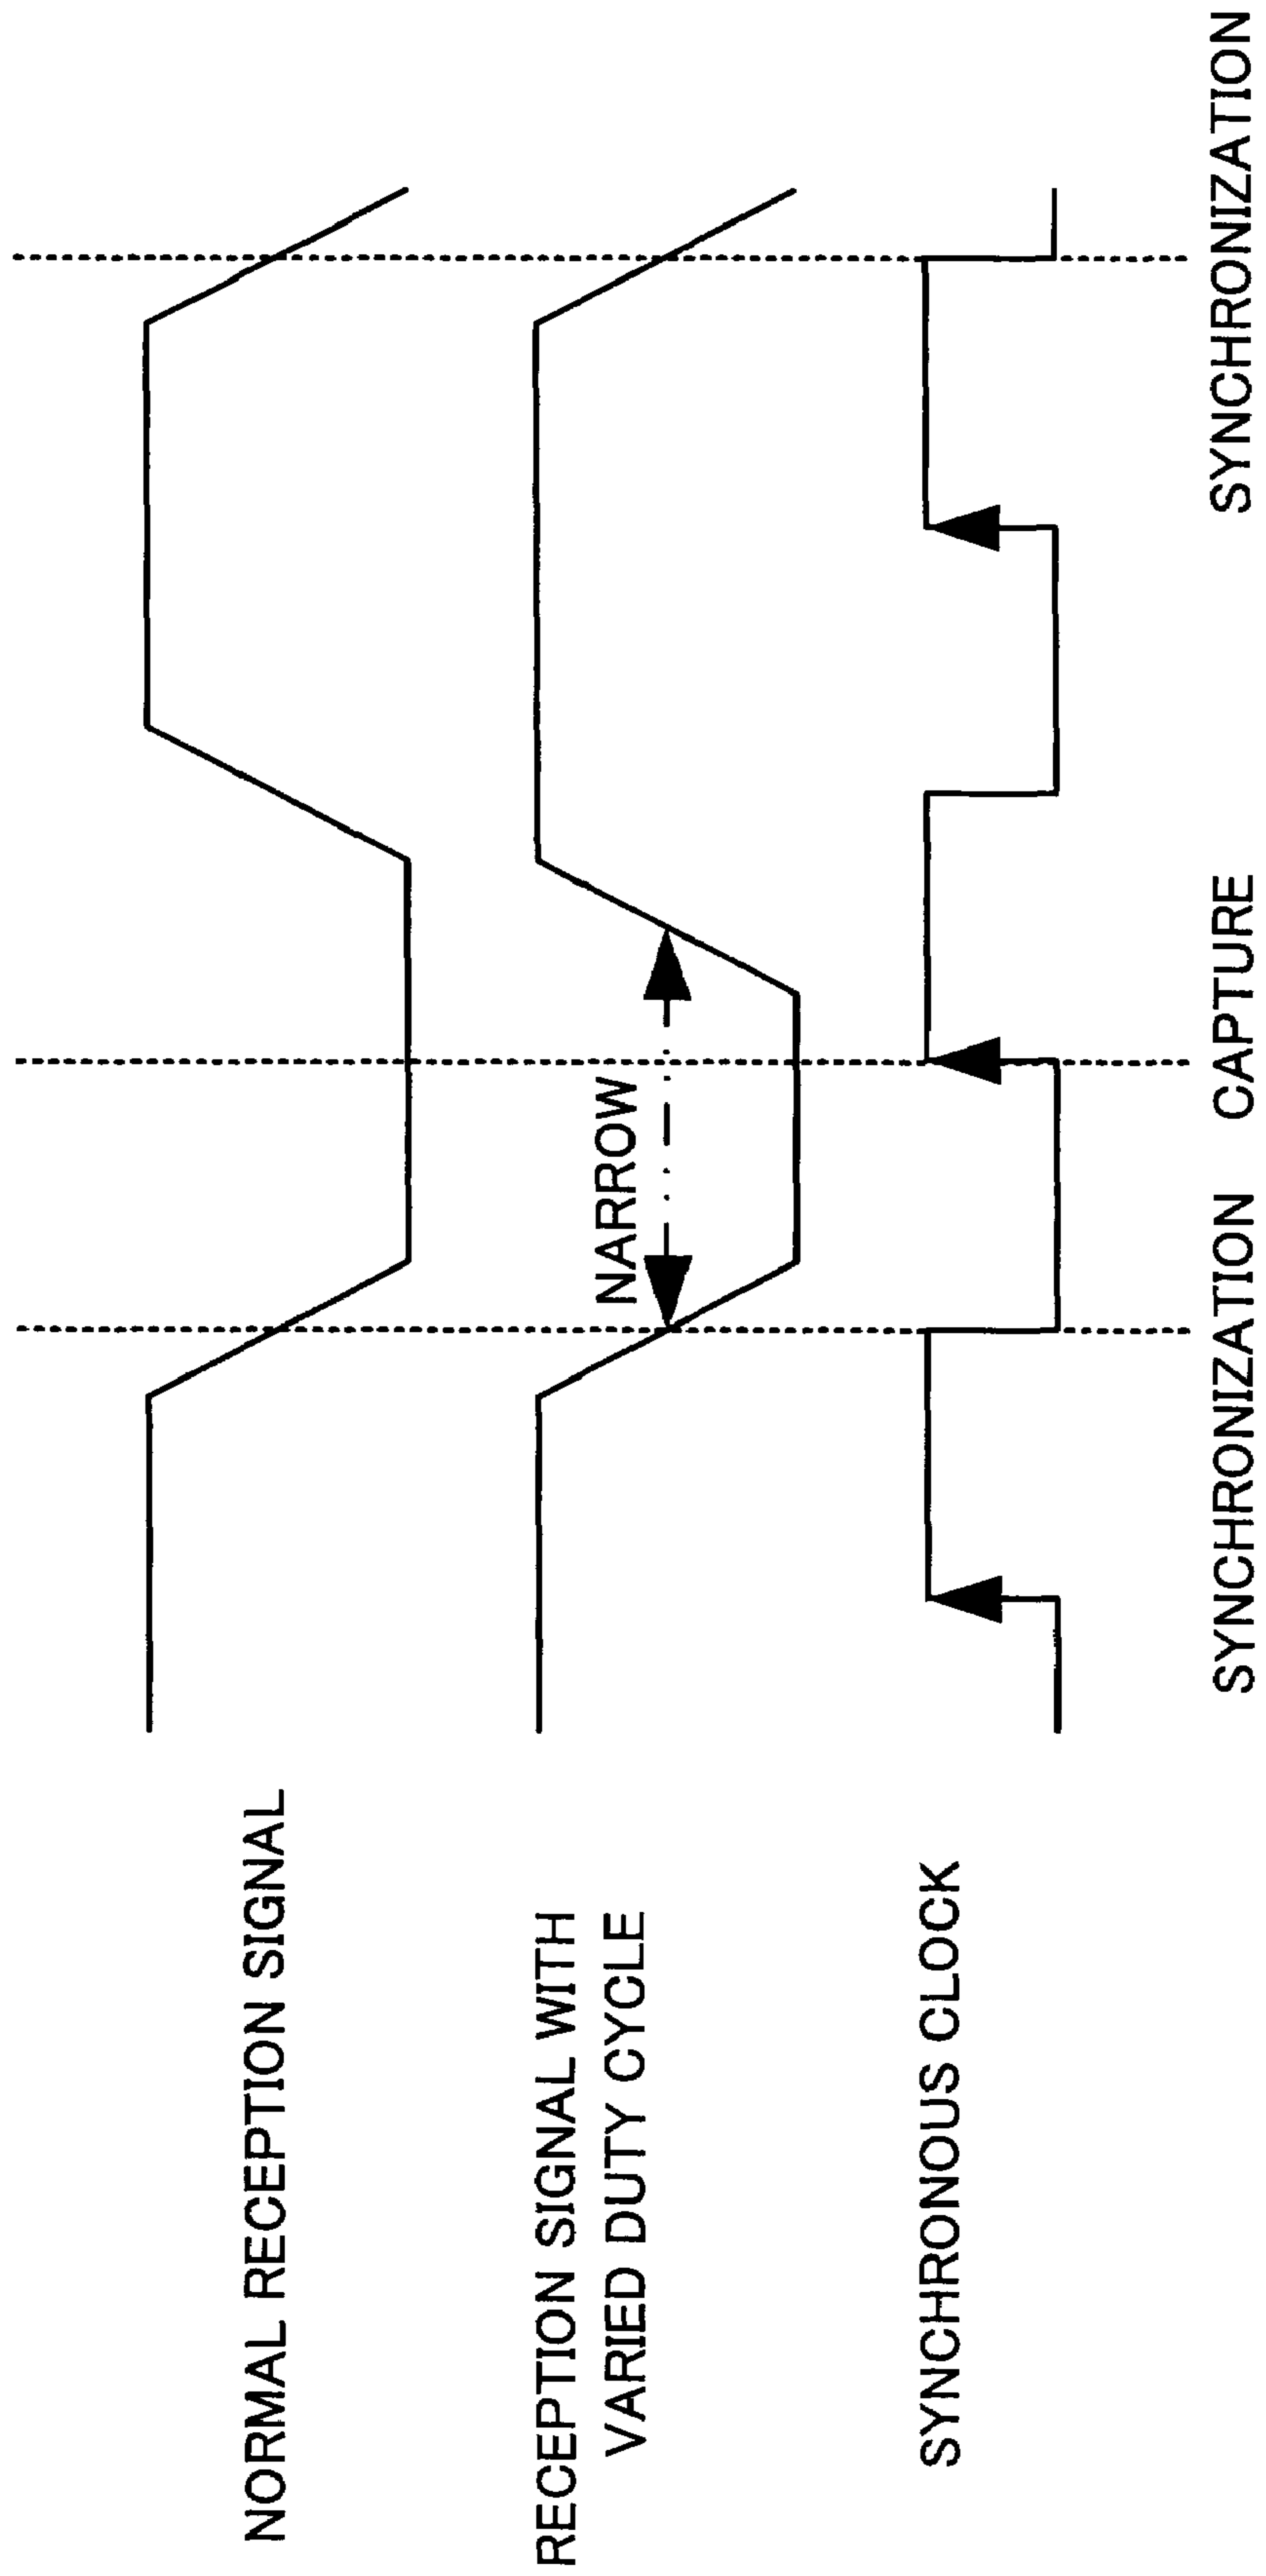 NORMAL RECEPTION SIGNAL
RECEPTION SIGNAL WITH
VARIED DUTY CYCLE
NARROW
SYNCHRONOUS CLOCK
SYNCHRONIZATION CAPTURE SYNCHRONIZATION